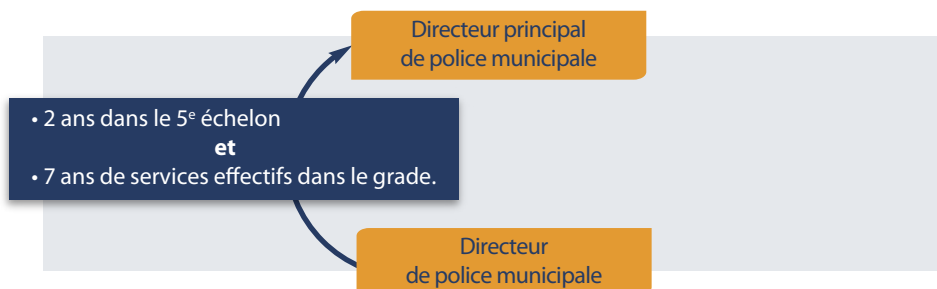 Directeur principal
de police municipale
• 2 ans dans le 5e échelon
et
• 7 ans de services effectifs dans le grade.
Directeur
de police municipale